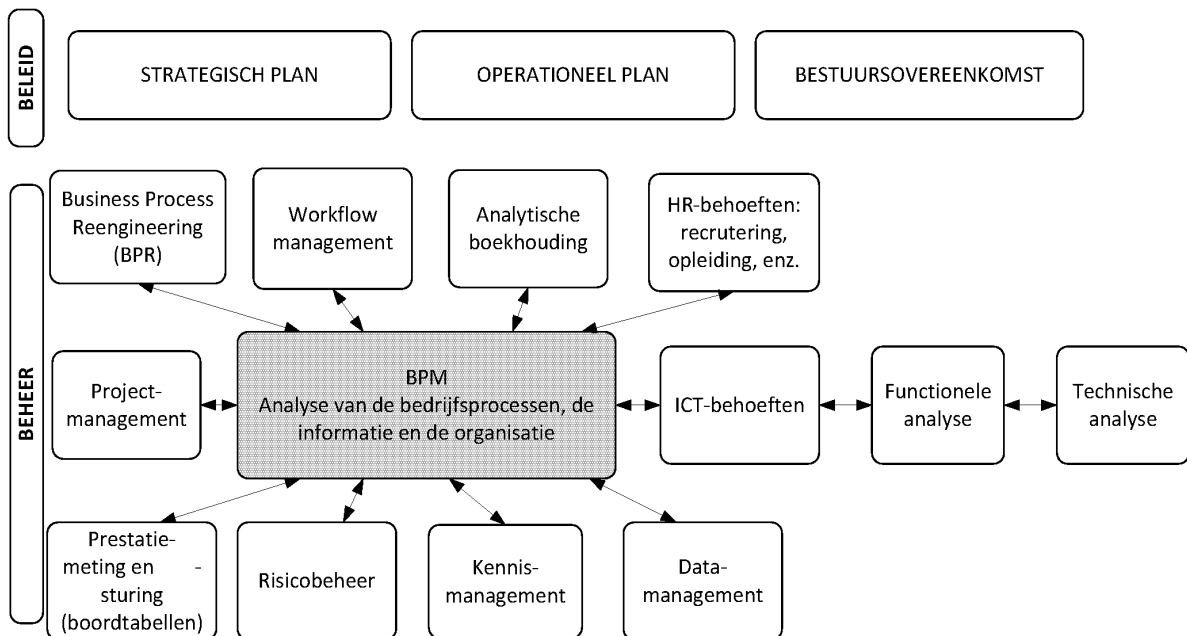 BELEID
STRATEGISCH PLAN
OPERATIONEEL PLAN
BESTUURSOVEREENKOMST
BEHEER
Business Process
Reengineering
(BPR)
Workflow
management
Analytische
boekhouding
HR-behoeften:
recrutering,
opleiding, enz.
Project-
management
BPM
Analyse van de bedrijfsprocessen, de
informatie en de organisatie
ICT-behoeften
Functionele
analyse
Technische
analyse
Prestatie-
meting en -
sturing
(boordtabellen)
Risicobeheer
Kennis-
management
Data-
management